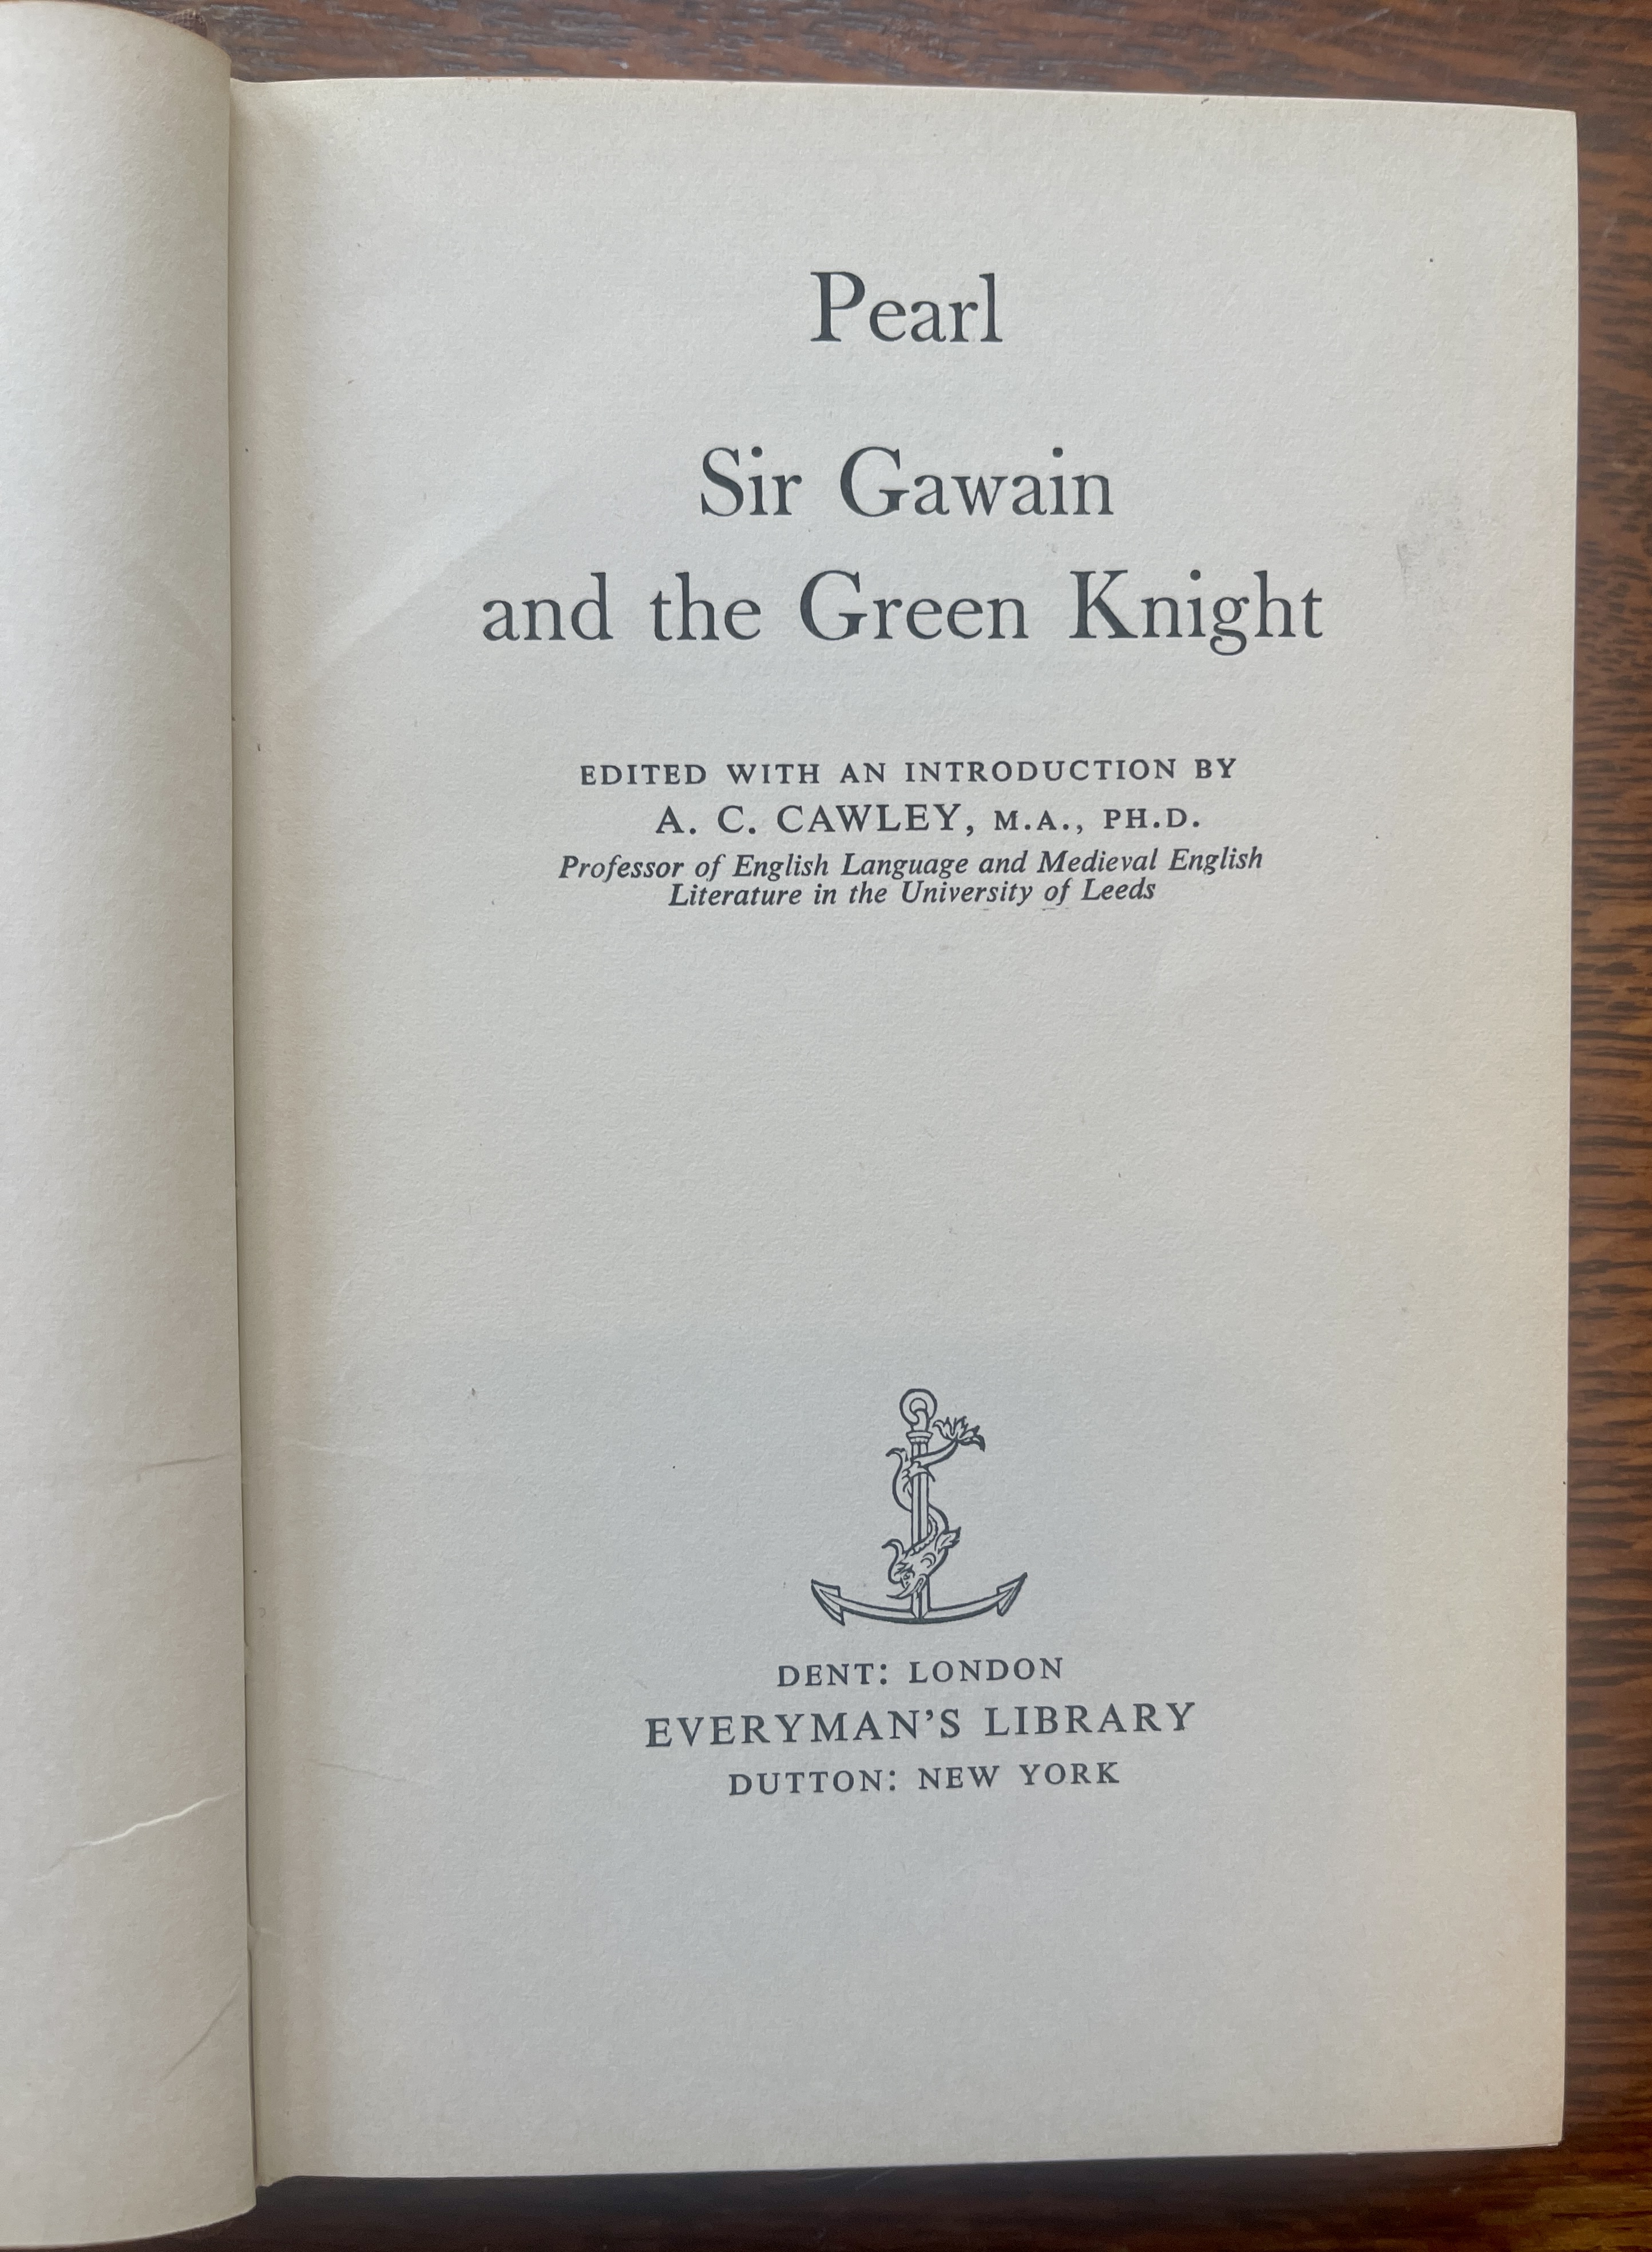 Pearl
Sir Gawain
and the Green Knight
EDITED WITH AN INTRODUCTION BY
A. C. CAWLEY, M.A., PH.D.
Professor of English Language and Medieval English
Literature in the University of Leeds
DENT: LONDON
EVERYMAN'S LIBRARY
DUTTON: NEW YORK